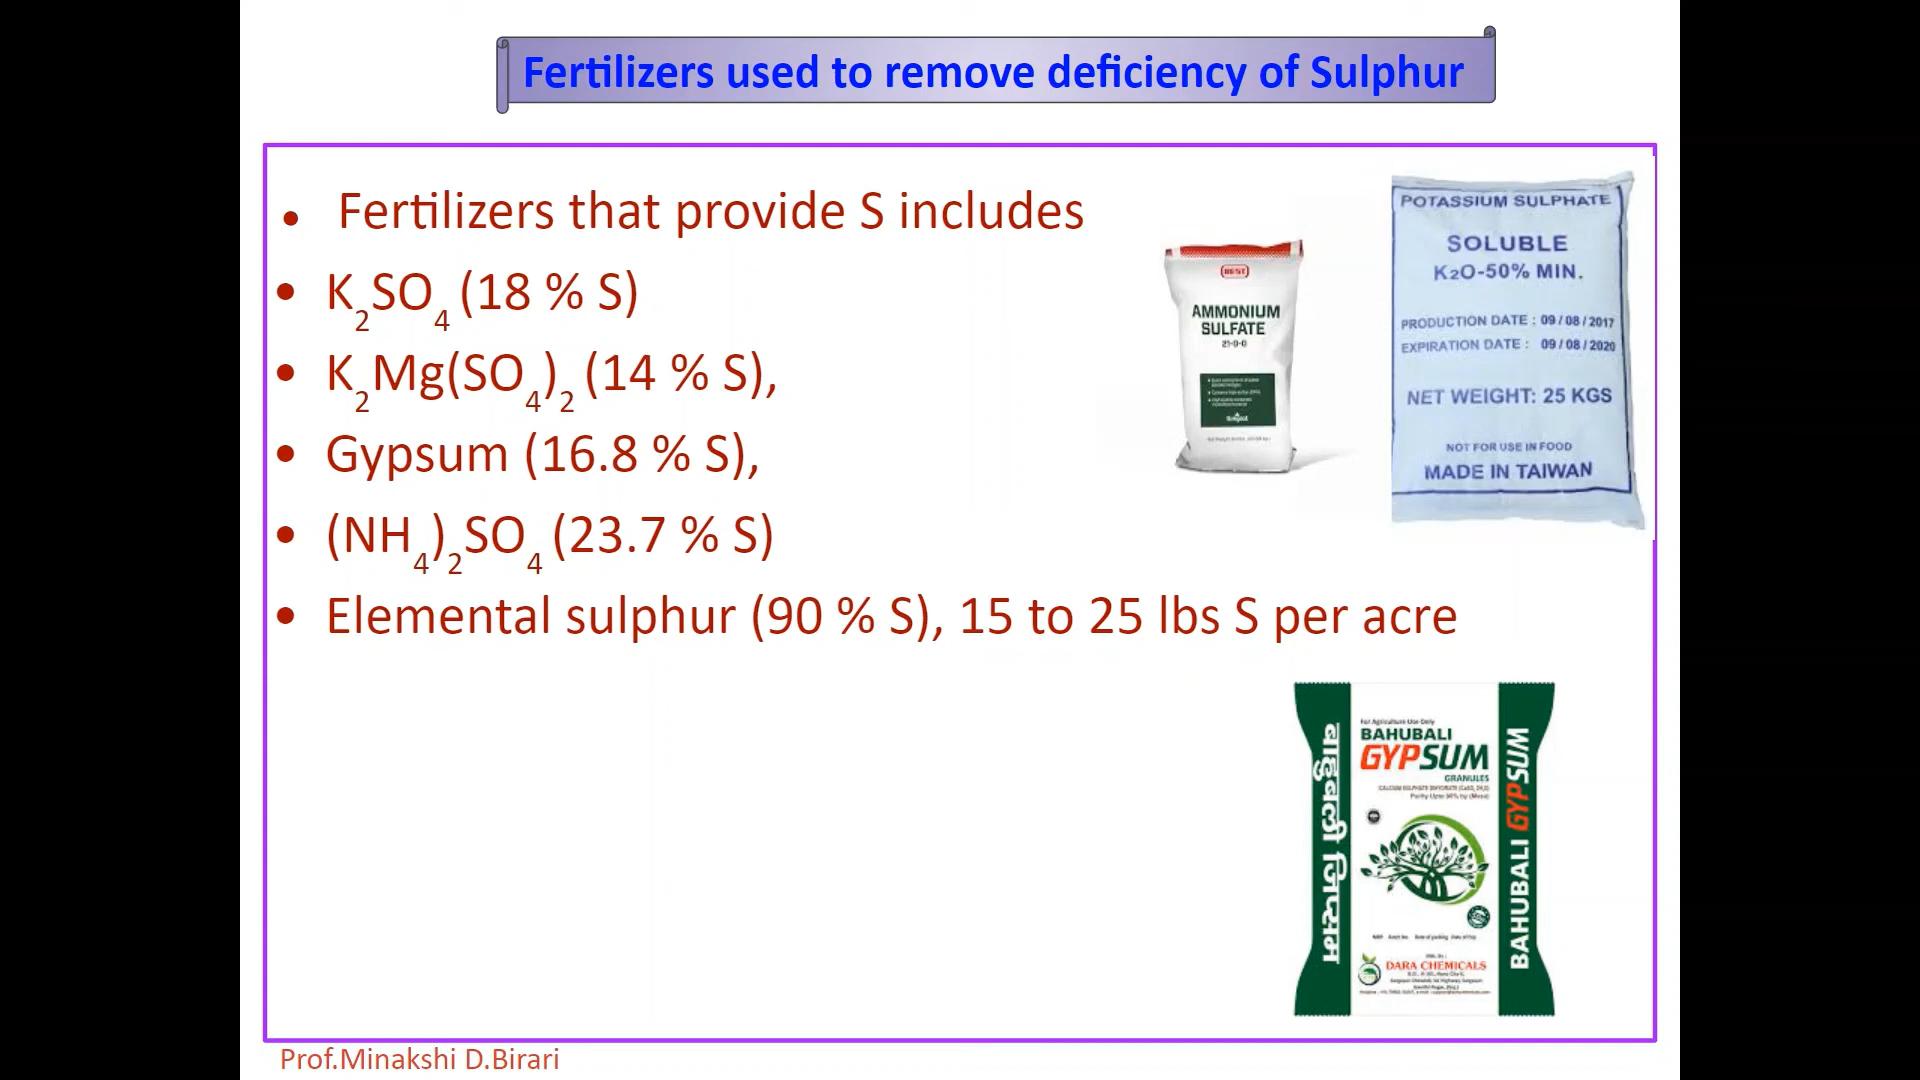 Fertilizers used to remove deficiency of Sulphur
• Fertilizers that provide S includes
• K₂SO₄ (18 % S)
• K₂Mg(SO₄)₂ (14 % S),
• Gypsum (16.8 % S),
• (NH₄)₂SO₄ (23.7 % S)
• Elemental sulphur (90 % S), 15 to 25 lbs S per acre
BEST
AMMONIUM
SULFATE
21-0-0
POTASSIUM SULPHATE
SOLUBLE
K₂O-50% MIN.
PRODUCTION DATE : 09 / 08 / 2017
EXPIRATION DATE : 09 / 08 / 2020
NET WEIGHT: 25 KGS
NOT FOR USE IN FOOD
MADE IN TAIWAN
बाहुबली जिप्सम
For Agriculture Use Only
BAHUBALI
GYPSUM
GRANULES
BAHUBALI GYPSUM
DARA CHEMICALS
Prof.Minakshi D.Birari